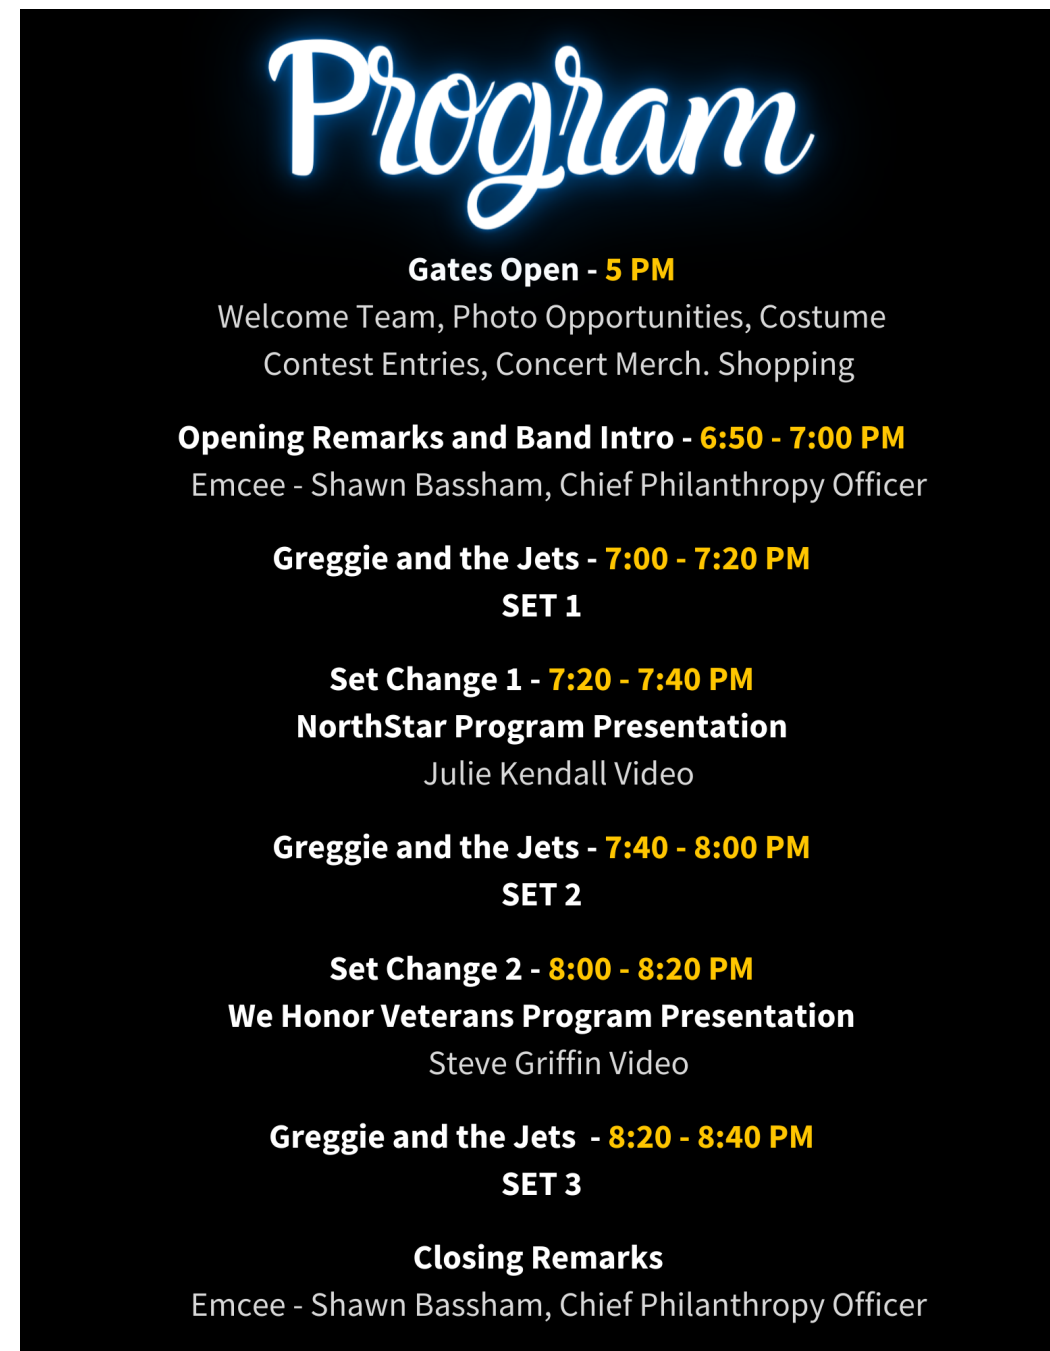 Program
Gates Open - 5 PM
Welcome Team, Photo Opportunities, Costume
Contest Entries, Concert Merch. Shopping
Opening Remarks and Band Intro - 6:50 - 7:00 PM
Emcee - Shawn Bassham, Chief Philanthropy Officer
Greggie and the Jets - 7:00 - 7:20 PM
SET 1
Set Change 1 - 7:20 - 7:40 PM
NorthStar Program Presentation
Julie Kendall Video
Greggie and the Jets - 7:40 - 8:00 PM
SET 2
Set Change 2 - 8:00 - 8:20 PM
We Honor Veterans Program Presentation
Steve Griffin Video
Greggie and the Jets  - 8:20 - 8:40 PM
SET 3
Closing Remarks
Emcee - Shawn Bassham, Chief Philanthropy Officer